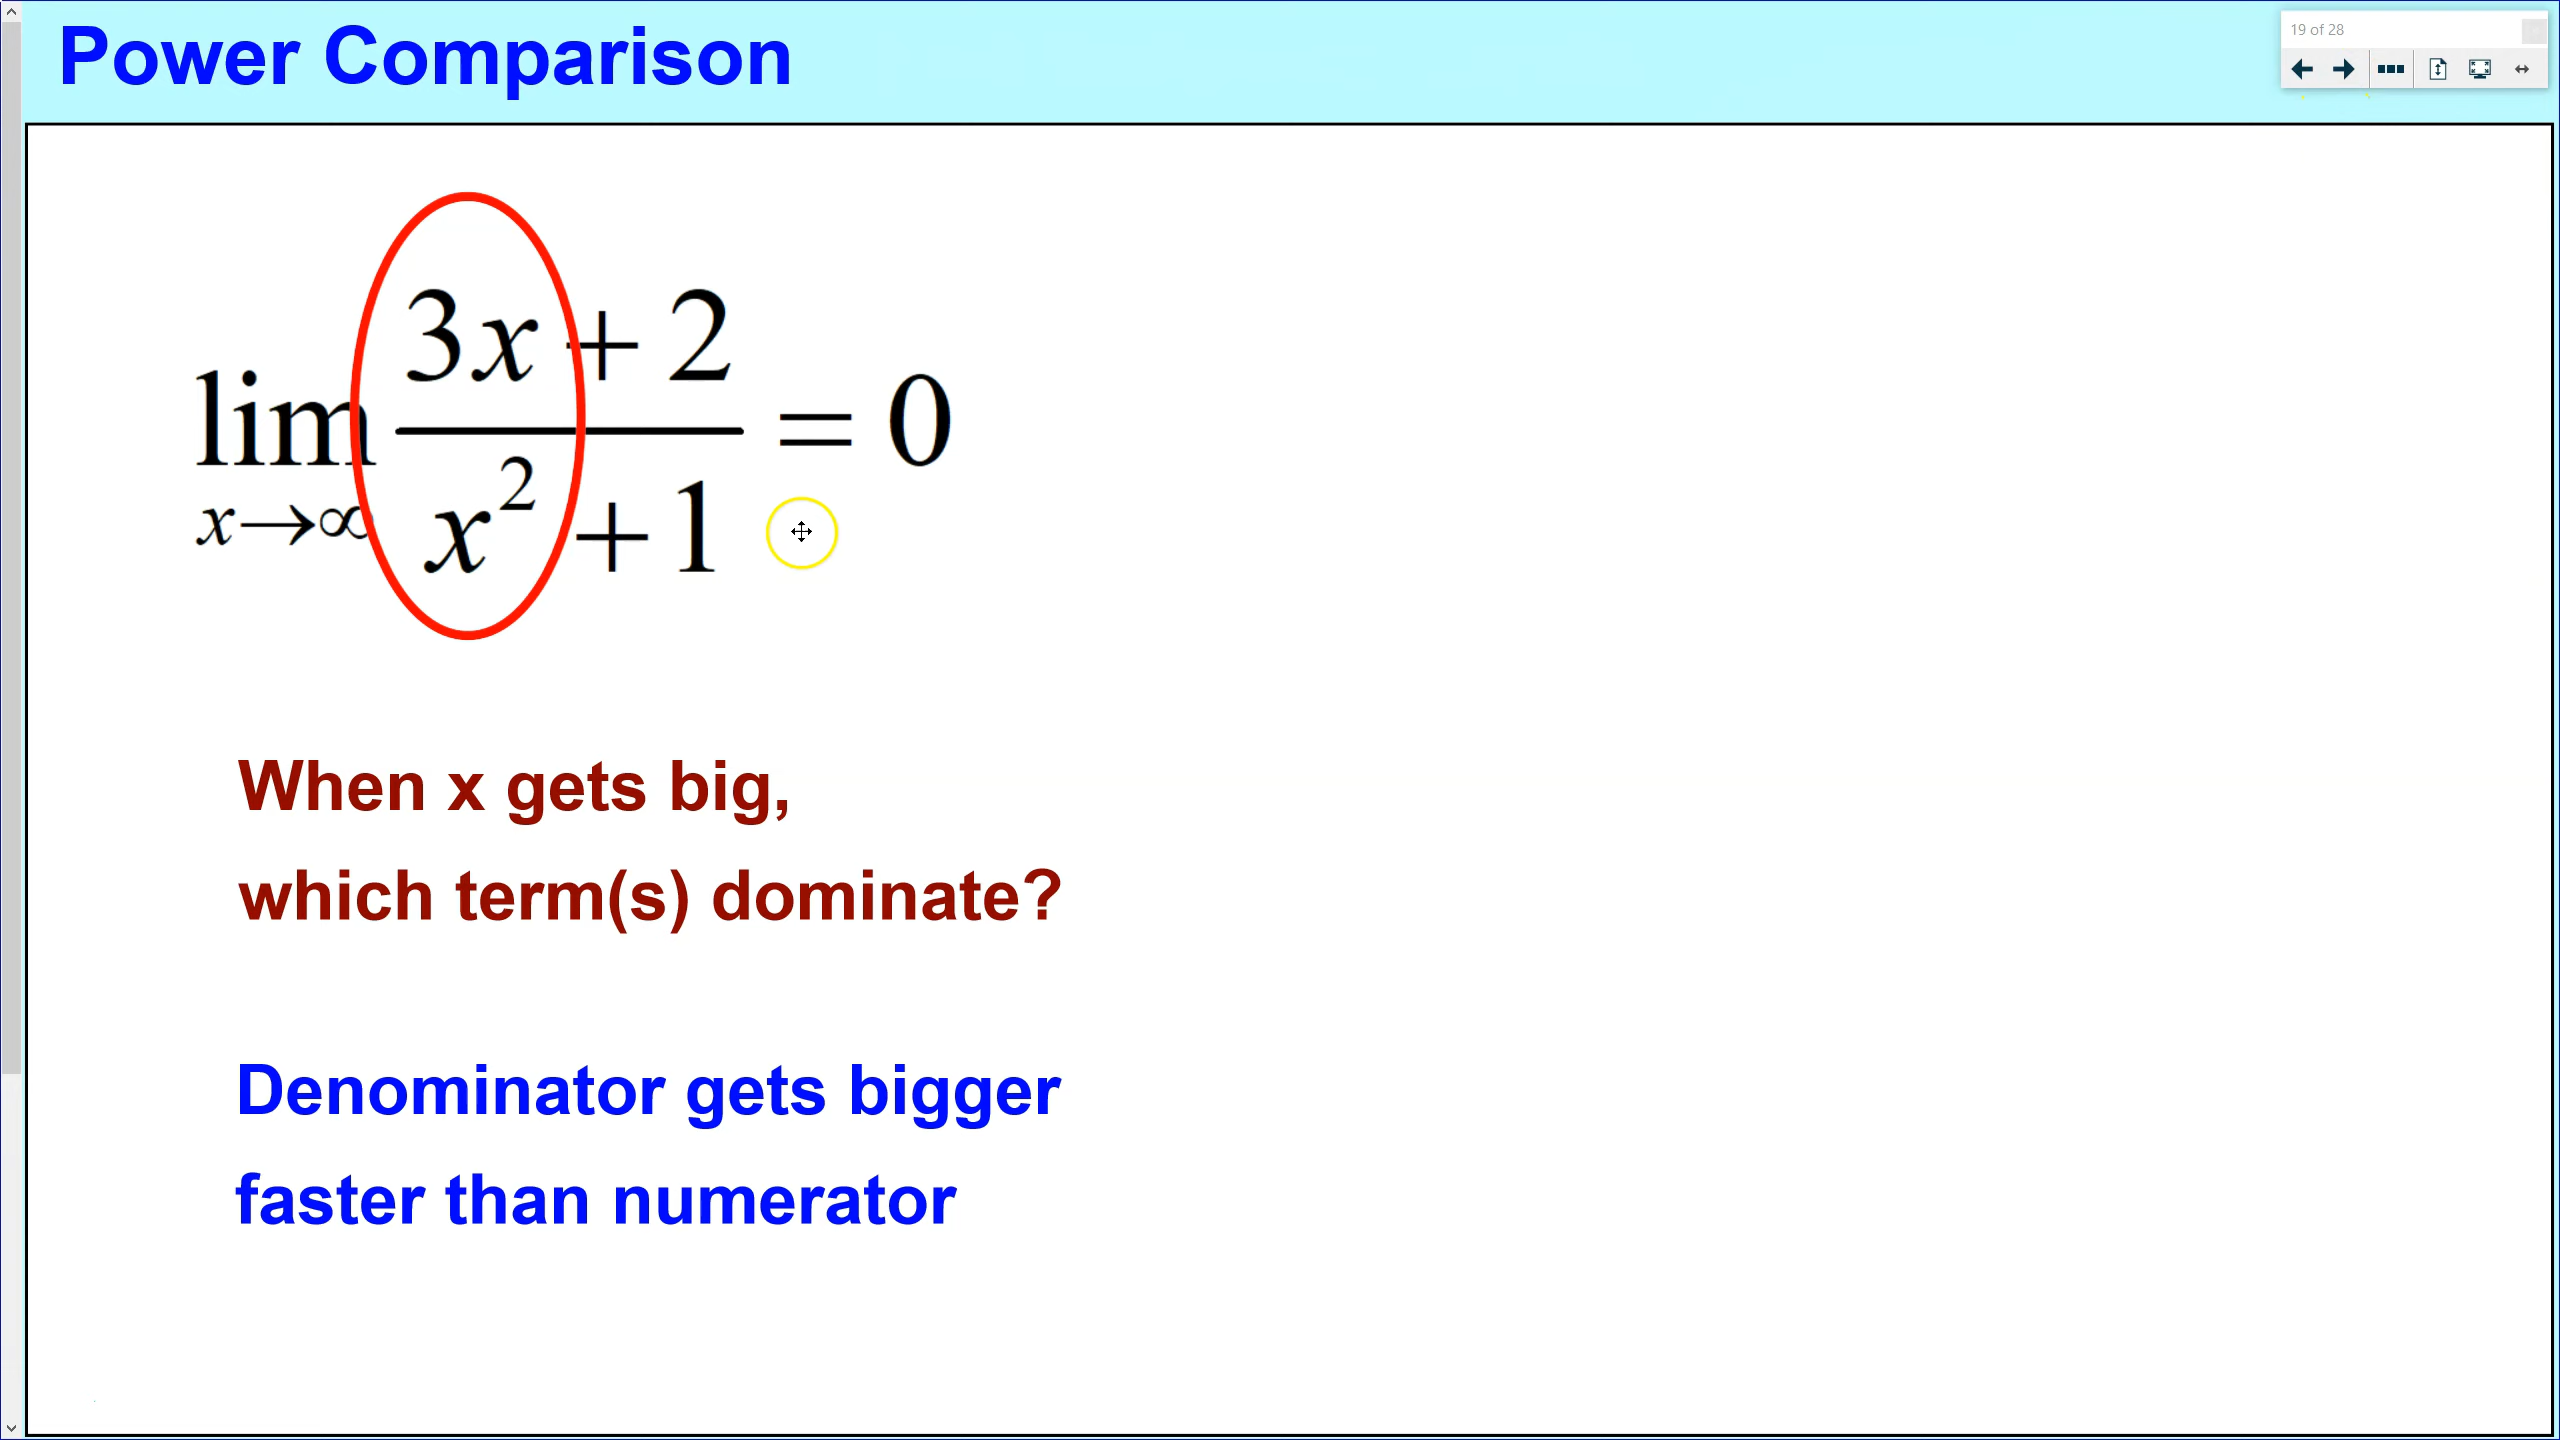 Power Comparison
19 of 28
lim x→∞ (3x + 2)/(x² + 1) = 0
When x gets big,
which term(s) dominate?
Denominator gets bigger
faster than numerator